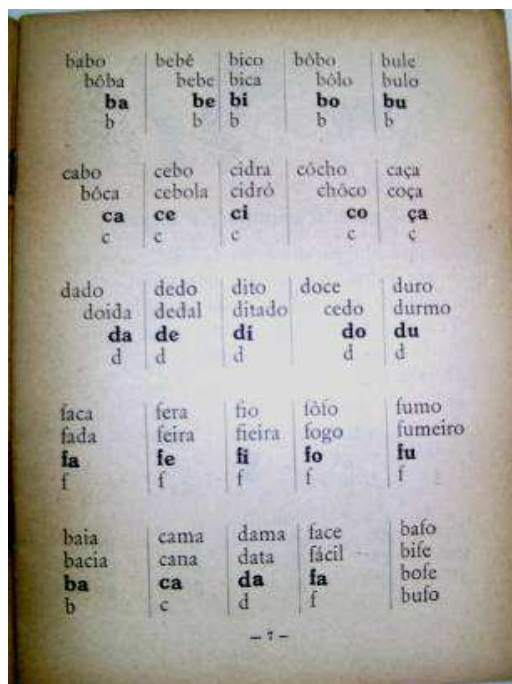 babo bebé bico bôbo bule
bôba bebe bica bôlo bulo
ba be bi bo bu
b b b b b
cabo cebo cidra côcho caça
bôca cebola cidró chôco coça
ca ce ci co ça
c c c c ç
dado dedo dito doce duro
doida dedal ditado cedo durmo
da de di do du
d d d d d
faca fera fio fôfo fumo
fada feira fieira fogo fumeiro
fa fe fi fo fu
f f f f f
baia cama dama face bafo
bacia cana data fácil bife
ba ca da fa bofe
b c d f bufo
— 7 —